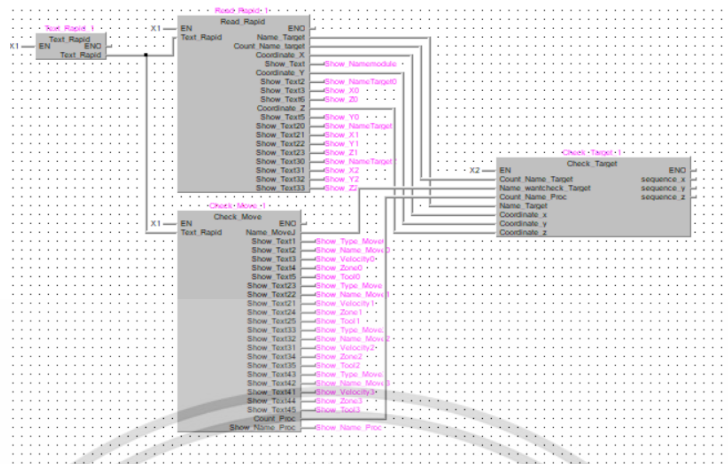 Text_Rapid_1
Text_Rapid
X1
EN
ENO
Text_Rapid
Read_Rapid_1
Read_Rapid
X1
EN
ENO
Text_Rapid
Name_Target
Count_Name_target
Coordinate_X
Show_Text
Show_Namemodule
Coordinate_Y
Show_Text2
Show_NameTarget0
Show_Text3
Show_X0
Show_Text6
Show_Z0
Coordinate_Z
Show_Text5
Show_Y0
Show_Text20
Show_NameTarget
Show_Text21
Show_X1
Show_Text22
Show_Y1
Show_Text23
Show_Z1
Show_Text30
Show_NameTarget
Show_Text31
Show_X2
Show_Text32
Show_Y2
Show_Text33
Show_Z2
Check_Move_1
Check_Move
X1
EN
ENO
Text_Rapid
Name_MoveJ
Show_Text1
Show_Type_Move
Show_Text2
Show_Name_Move0
Show_Text3
Show_Velocity0
Show_Text4
Show_Zone0
Show_Text5
Show_Tool0
Show_Text23
Show_Type_Move
Show_Text22
Show_Name_Move
Show_Text21
Show_Velocity1
Show_Text24
Show_Zone1
Show_Text25
Show_Tool1
Show_Text33
Show_Type_Move
Show_Text32
Show_Name_Move2
Show_Text31
Show_Velocity2
Show_Text34
Show_Zone2
Show_Text35
Show_Tool2
Show_Text43
Show_Type_Move
Show_Text42
Show_Name_Move
Show_Text41
Show_Velocity3
Show_Text44
Show_Zone3
Show_Text45
Show_Tool3
Count_Proc
Show_Name_Proc
Show_Name_Proc
Check_Target_1
Check_Target
X2
EN
ENO
Count_Name_Target
sequence_x
Name_wantcheck_Target
sequence_y
Count_Name_Proc
sequence_z
Name_Target
Coordinate_x
Coordinate_y
Coordinate_z